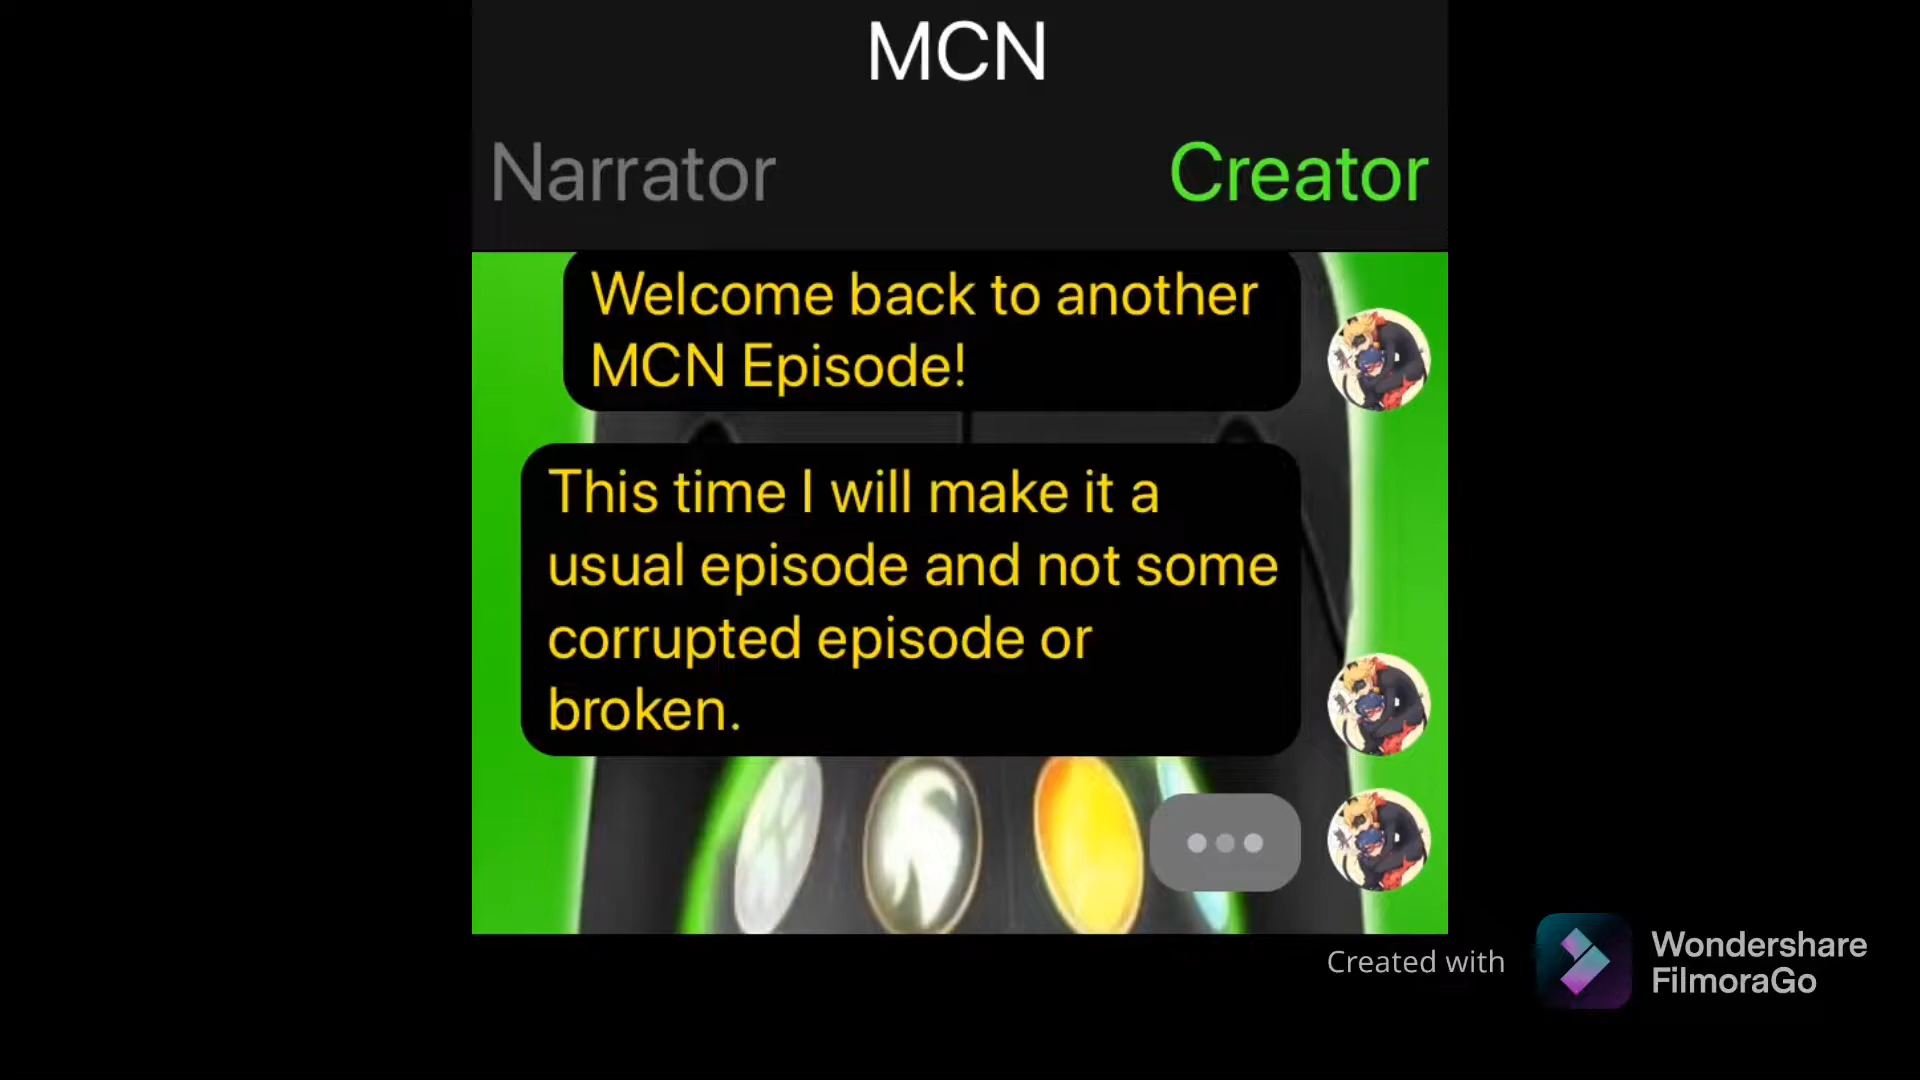 MCN
Narrator
Creator
Welcome back to another
MCN Episode!
This time I will make it a
usual episode and not some
corrupted episode or
broken.
Created with
Wondershare
FilmoraGo